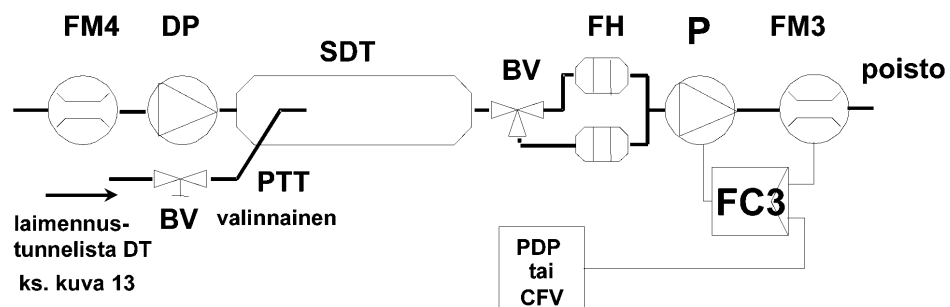 FM4
DP
SDT
BV
FH
P
FM3
poisto
PTT
BV
valinnainen
laimennus-
tunnelista DT
ks. kuva 13
FC3
PDP
tai
CFV